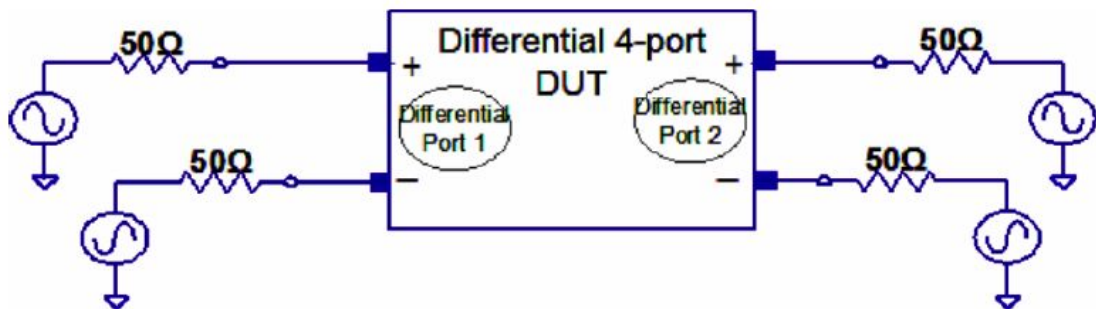 50Ω
Differential 4-port
DUT
50Ω
+
+
Differential
Port 1
Differential
Port 2
50Ω
50Ω
−
−